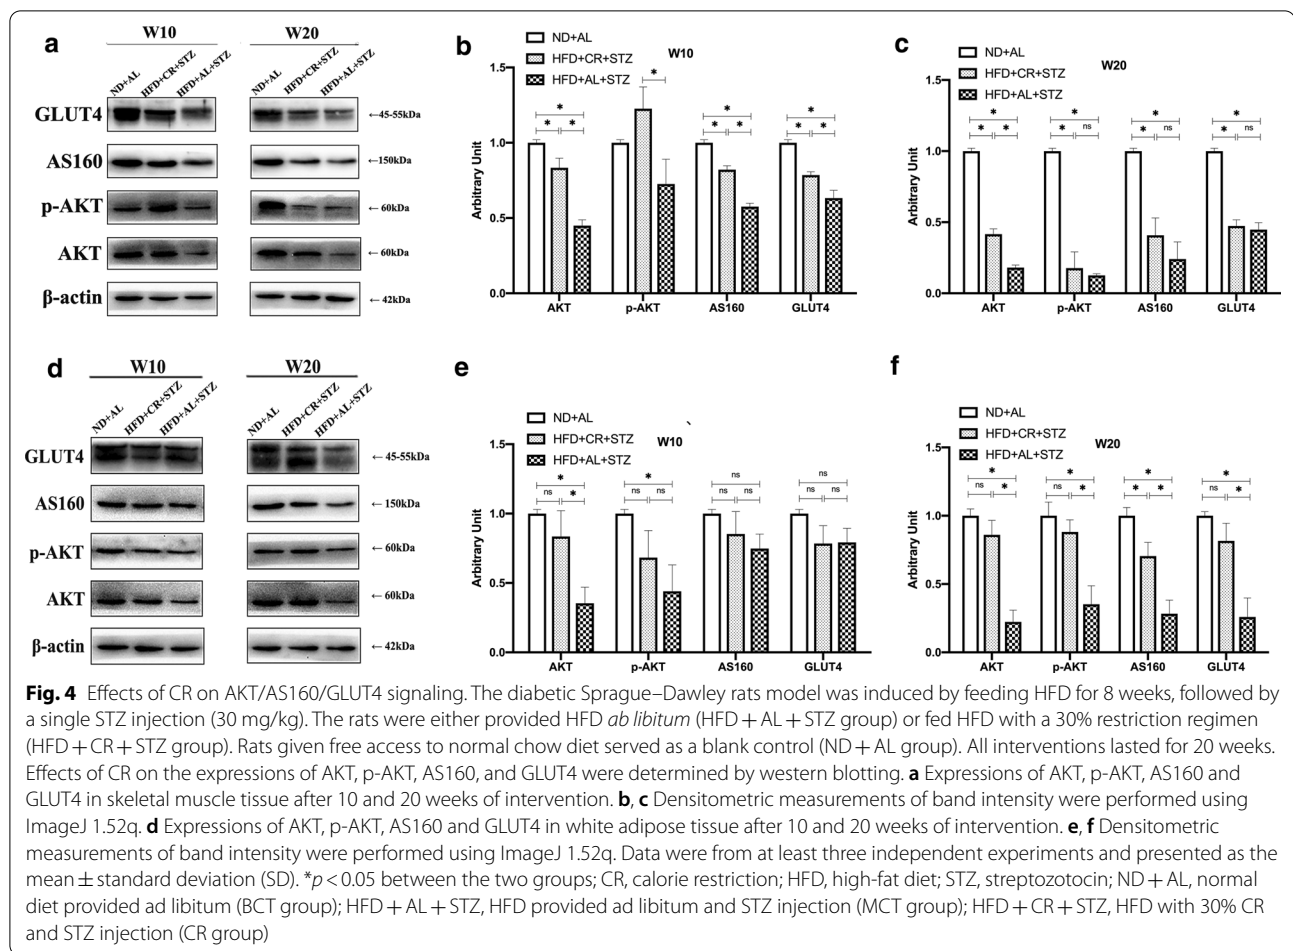 a
W10
W20
ND+AL
HFD+CR+STZ
HFD+AL+STZ
ND+AL
HFD+CR+STZ
HFD+AL+STZ
GLUT4
←45-55kDa
AS160
←150kDa
p-AKT
←60kDa
AKT
←60kDa
β-actin
←42kDa
b
ND+AL
HFD+CR+STZ
HFD+AL+STZ
W10
Arbitrary Unit
1.5
1.0
0.5
0.0
* * *
*
* * *
* * *
AKT
p-AKT
AS160
GLUT4
c
ND+AL
HFD+CR+STZ
HFD+AL+STZ
W20
Arbitrary Unit
1.5
1.0
0.5
0.0
* * *
* * ns
* * ns
* * ns
AKT
p-AKT
AS160
GLUT4
d
W10
W20
ND+AL
HFD+CR+STZ
HFD+AL+STZ
ND+AL
HFD+CR+STZ
HFD+AL+STZ
GLUT4
← 45-55kDa
AS160
←150kDa
p-AKT
← 60kDa
AKT
← 60kDa
β-actin
← 42kDa
e
ND+AL
HFD+CR+STZ
HFD+AL+STZ
W10
Arbitrary Unit
1.5
1.0
0.5
0.0
* ns *
* ns ns
ns ns ns
ns ns ns
AKT
p-AKT
AS160
GLUT4
f
ND+AL
HFD+CR+STZ
HFD+AL+STZ
W20
Arbitrary Unit
1.5
1.0
0.5
0.0
* ns *
* ns *
* * *
* ns *
AKT
p-AKT
AS160
GLUT4
Fig. 4 Effects of CR on AKT/AS160/GLUT4 signaling. The diabetic Sprague–Dawley rats model was induced by feeding HFD for 8 weeks, followed by
a single STZ injection (30 mg/kg). The rats were either provided HFD ab libitum (HFD + AL + STZ group) or fed HFD with a 30% restriction regimen
(HFD + CR + STZ group). Rats given free access to normal chow diet served as a blank control (ND + AL group). All interventions lasted for 20 weeks.
Effects of CR on the expressions of AKT, p-AKT, AS160, and GLUT4 were determined by western blotting. a Expressions of AKT, p-AKT, AS160 and
GLUT4 in skeletal muscle tissue after 10 and 20 weeks of intervention. b, c Densitometric measurements of band intensity were performed using
ImageJ 1.52q. d Expressions of AKT, p-AKT, AS160 and GLUT4 in white adipose tissue after 10 and 20 weeks of intervention. e, f Densitometric
measurements of band intensity were performed using ImageJ 1.52q. Data were from at least three independent experiments and presented as the
mean ± standard deviation (SD). *p < 0.05 between the two groups; CR, calorie restriction; HFD, high-fat diet; STZ, streptozotocin; ND + AL, normal
diet provided ad libitum (BCT group); HFD + AL + STZ, HFD provided ad libitum and STZ injection (MCT group); HFD + CR + STZ, HFD with 30% CR
and STZ injection (CR group)